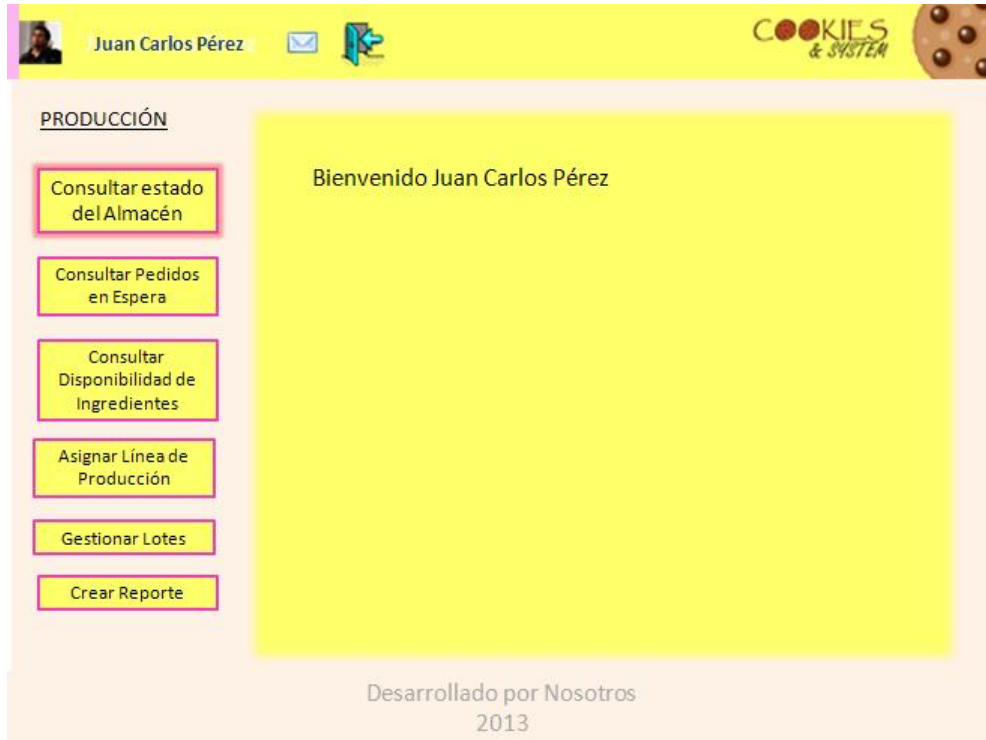 Juan Carlos Pérez
COOKIES
& SYSTEM
PRODUCCIÓN
Bienvenido Juan Carlos Pérez
Consultar estado
del Almacén
Consultar Pedidos
en Espera
Consultar
Disponibilidad de
Ingredientes
Asignar Línea de
Producción
Gestionar Lotes
Crear Reporte
Desarrollado por Nosotros
2013